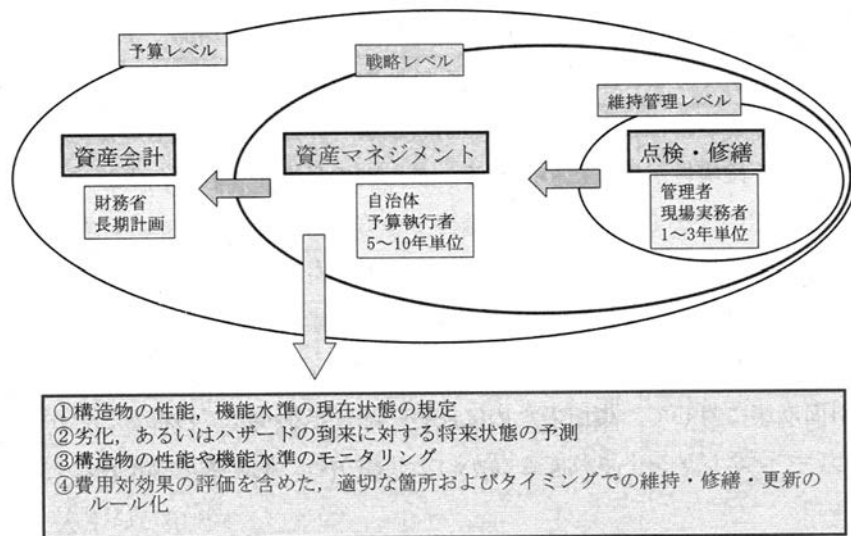 予算レベル
戦略レベル
維持管理レベル
資産会計
資産マネジメント
点検・修繕
財務省
長期計画
自治体
予算執行者
5～10年単位
管理者
現場実務者
1～3年単位
①構造物の性能，機能水準の現在状態の規定
②劣化，あるいはハザードの到来に対する将来状態の予測
③構造物の性能や機能水準のモニタリング
④費用対効果の評価を含めた，適切な箇所およびタイミングでの維持・修繕・更新の
ルール化